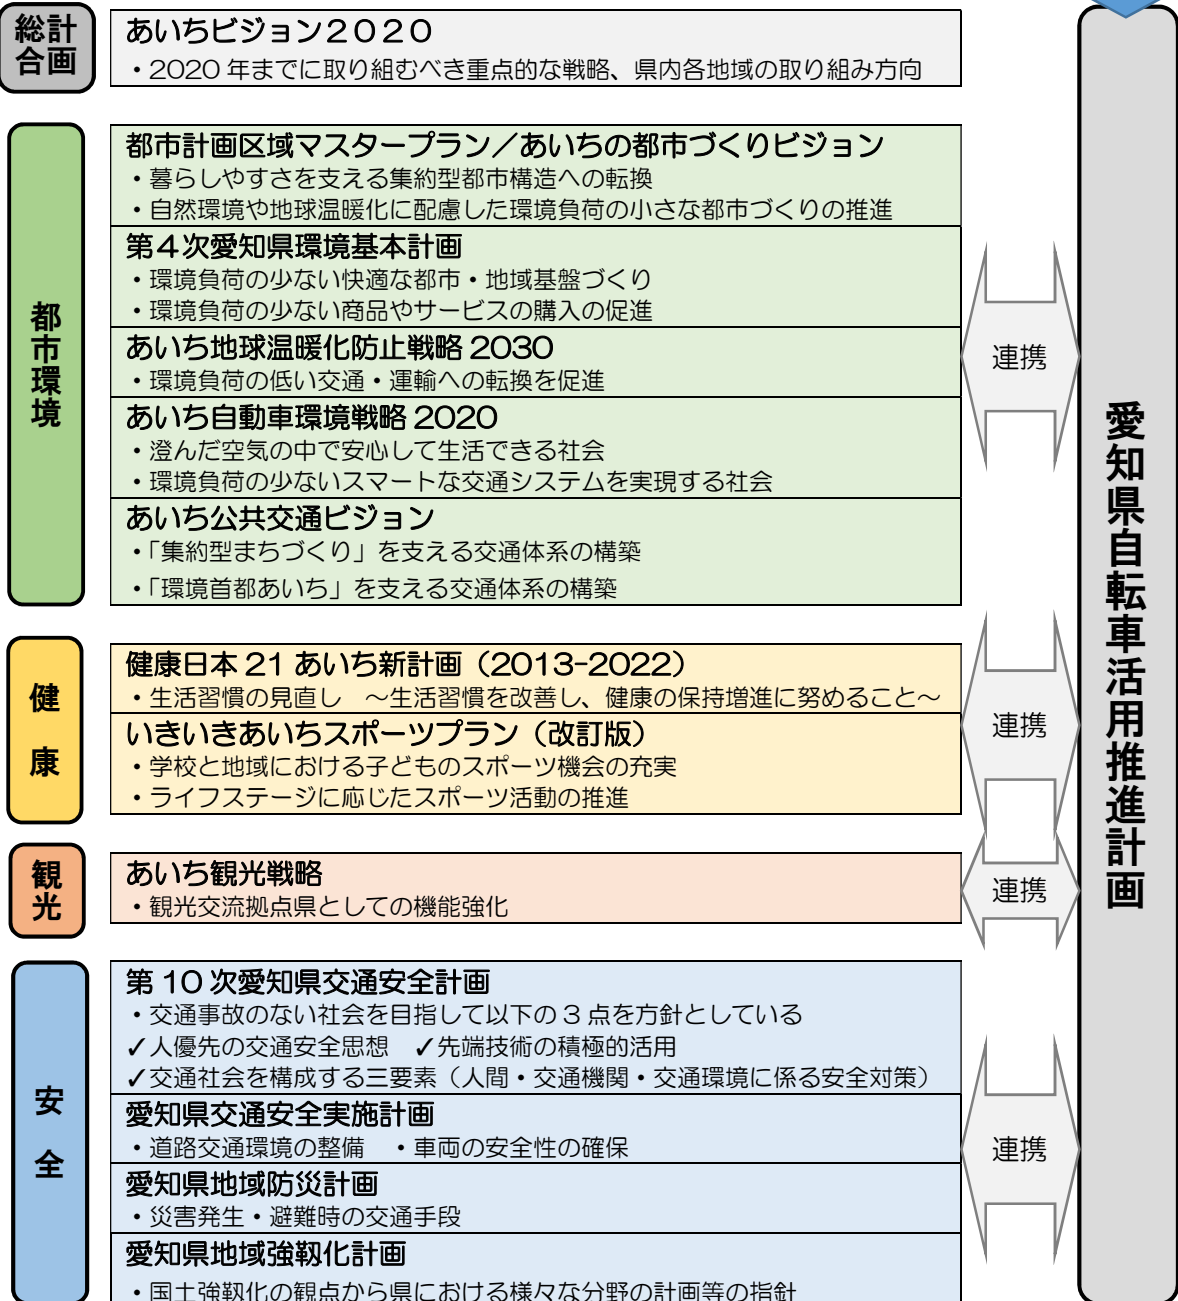 総計
合画
あいちビジョン２０２０
・2020 年までに取り組むべき重点的な戦略、県内各地域の取り組み方向
都市環境
都市計画区域マスタープラン／あいちの都市づくりビジョン
・暮らしやすさを支える集約型都市構造への転換
・自然環境や地球温暖化に配慮した環境負荷の小さな都市づくりの推進
第４次愛知県環境基本計画
・環境負荷の少ない快適な都市・地域基盤づくり
・環境負荷の少ない商品やサービスの購入の促進
あいち地球温暖化防止戦略 2030
・環境負荷の低い交通・運輸への転換を促進
あいち自動車環境戦略 2020
・澄んだ空気の中で安心して生活できる社会
・環境負荷の少ないスマートな交通システムを実現する社会
あいち公共交通ビジョン
・「集約型まちづくり」を支える交通体系の構築
・「環境首都あいち」を支える交通体系の構築
連携
健康
健康日本 21 あいち新計画（2013-2022）
・生活習慣の見直し　～生活習慣を改善し、健康の保持増進に努めること～
いきいきあいちスポーツプラン（改訂版）
・学校と地域における子どものスポーツ機会の充実
・ライフステージに応じたスポーツ活動の推進
連携
観光
あいち観光戦略
・観光交流拠点県としての機能強化
連携
安全
第 10 次愛知県交通安全計画
・交通事故のない社会を目指して以下の 3 点を方針としている
✓人優先の交通安全思想　✓先端技術の積極的活用
✓交通社会を構成する三要素（人間・交通機関・交通環境に係る安全対策）
愛知県交通安全実施計画
・道路交通環境の整備　・車両の安全性の確保
愛知県地域防災計画
・災害発生・避難時の交通手段
愛知県地域強靱化計画
・国土強靱化の観点から県における様々な分野の計画等の指針
連携
愛知県自転車活用推進計画